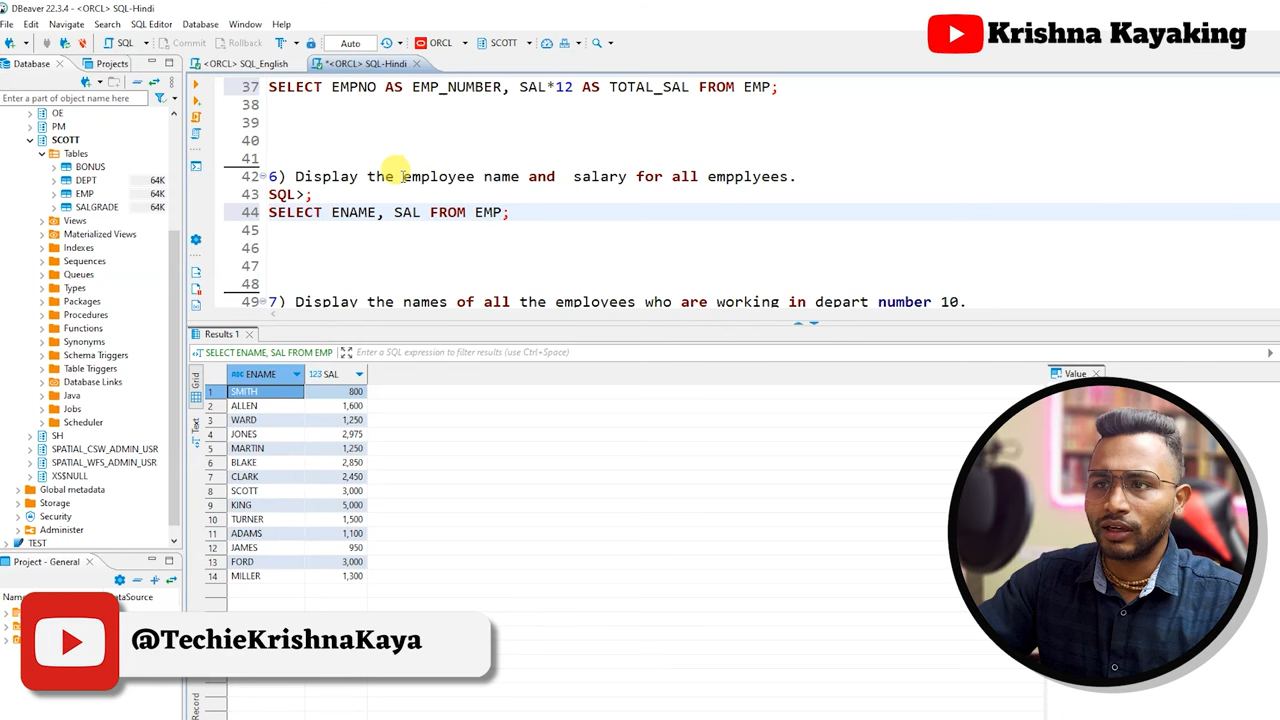 DBeaver 22.3.4 - <ORCL> SQL-Hindi
File Edit Navigate Search SQL Editor Database Window Help
SQL Commit Rollback Auto ORCL SCOTT
Krishna Kayaking
Database Projects
<ORCL> SQL_English *<ORCL> SQL-Hindi
Enter a part of object name here
OE
PM
SCOTT
Tables
BONUS
DEPT 64K
EMP 64K
SALGRADE 64K
Views
Materialized Views
Indexes
Sequences
Queues
Types
Packages
Procedures
Functions
Synonyms
Schema Triggers
Table Triggers
Database Links
Java
Jobs
Scheduler
SH
SPATIAL_CSW_ADMIN_USR
SPATIAL_WFS_ADMIN_USR
XS$NULL
Global metadata
Storage
Security
Administer
TEST
Project - General
DataSource
37 SELECT EMPNO AS EMP_NUMBER, SAL*12 AS TOTAL_SAL FROM EMP;
38
39
40
41
42 6) Display the employee name and  salary for all empplyees.
43 SQL>;
44 SELECT ENAME, SAL FROM EMP;
45
46
47
48
49 7) Display the names of all the employees who are working in depart number 10.
Results 1
SELECT ENAME, SAL FROM EMP Enter a SQL expression to filter results (use Ctrl+Space)
Grid
Text
Record
ENAME 123 SAL
Value
1 SMITH 800
2 ALLEN 1,600
3 WARD 1,250
4 JONES 2,975
5 MARTIN 1,250
6 BLAKE 2,850
7 CLARK 2,450
8 SCOTT 3,000
9 KING 5,000
10 TURNER 1,500
11 ADAMS 1,100
12 JAMES 950
13 FORD 3,000
14 MILLER 1,300
@TechieKrishnaKaya